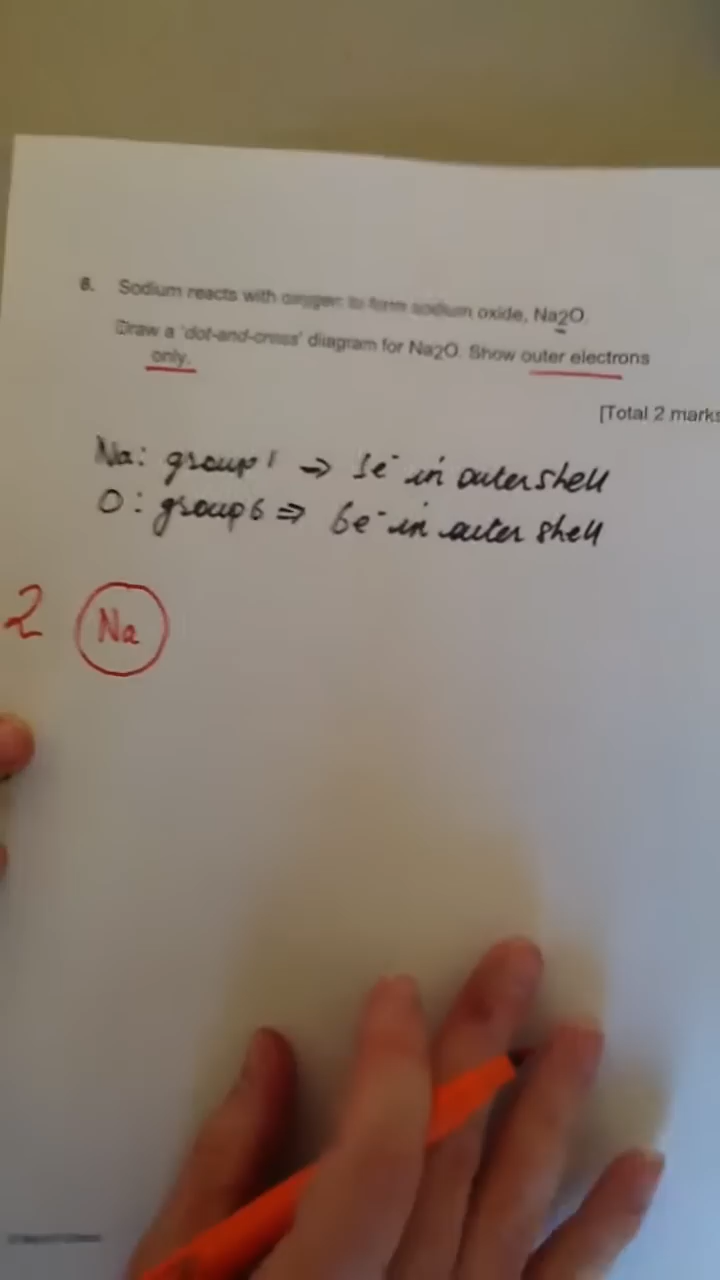 6. Sodium reacts with oxygen to form sodium oxide, Na2O.
Draw a 'dot-and-cross' diagram for Na2O. Show outer electrons
only.
[Total 2 marks
Na: group 1 → 1e⁻ in outer shell
O: group 6 ⇒ 6e⁻ in outer shell
2 Na